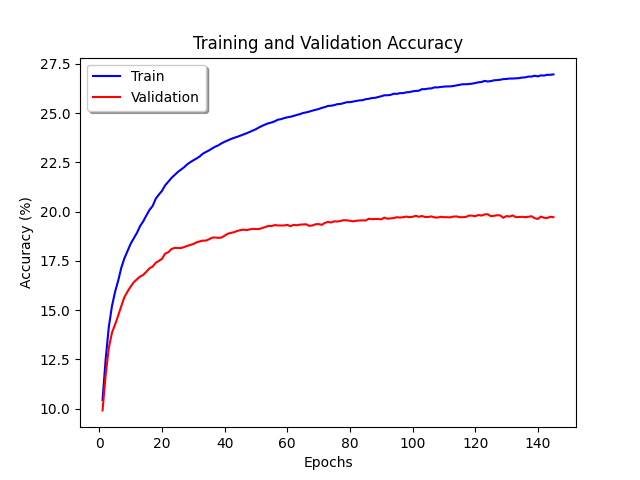 Training and Validation Accuracy
27.5
25.0
22.5
20.0
17.5
15.0
12.5
10.0
Accuracy (%)
Train
Validation
0 20 40 60 80 100 120 140
Epochs